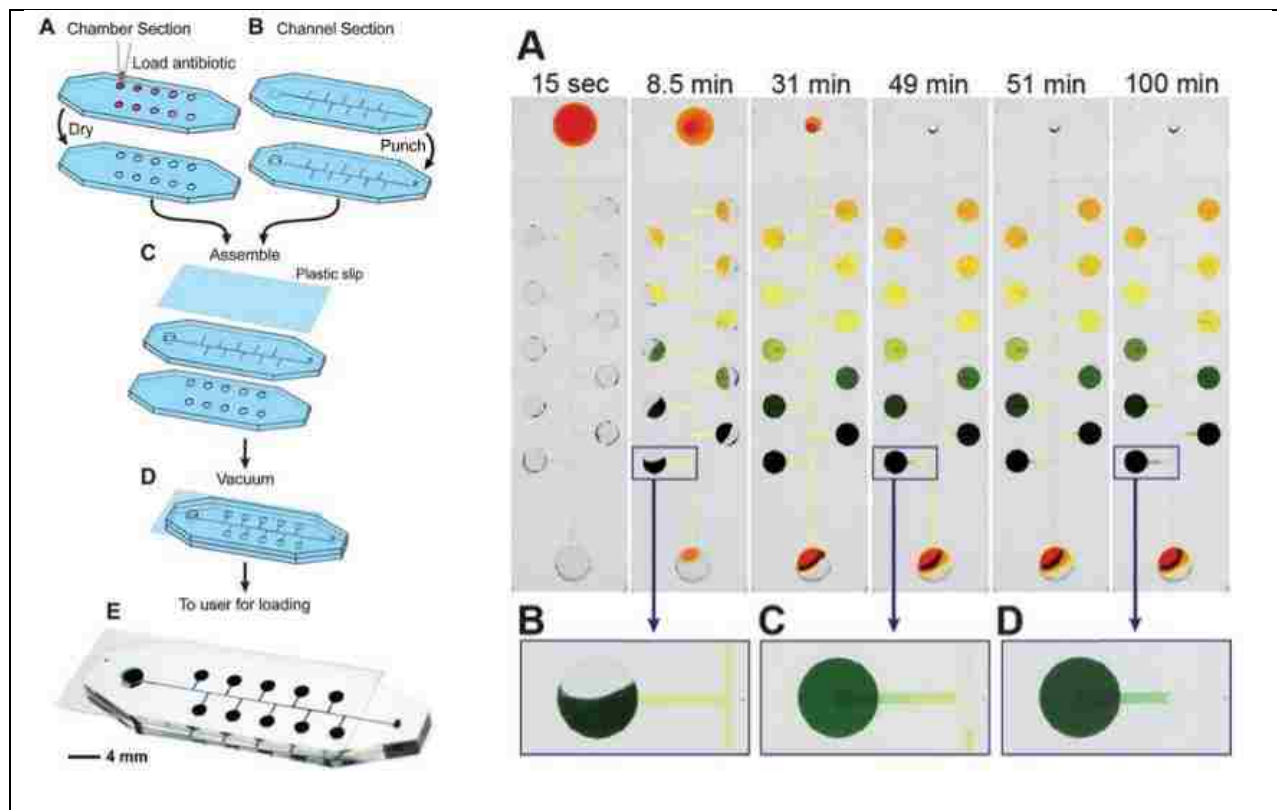 A Chamber Section
Load antibiotic
Dry
B Channel Section
Punch
Assemble
C
Plastic slip
D Vacuum
To user for loading
E
4 mm
A
15 sec 8.5 min 31 min 49 min 51 min 100 min
B C D